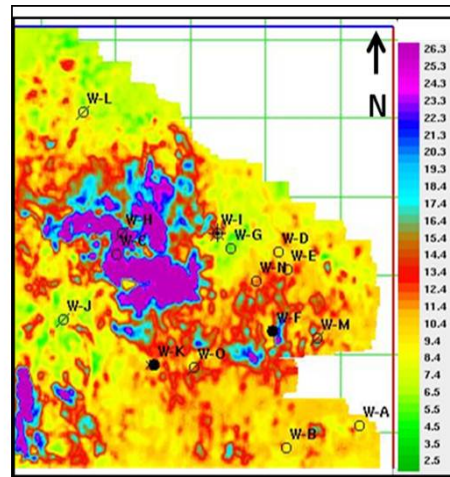 N
W-L
W-H
W-C
W-I
W-G
W-D
W-E
W-N
W-J
W-F
W-M
W-K
W-O
W-A
W-B
26.3
25.3
24.3
23.3
22.3
21.3
20.3
19.3
18.4
17.4
16.4
15.4
14.4
13.4
12.4
11.4
10.4
9.4
8.4
7.4
6.5
5.5
4.5
3.5
2.5